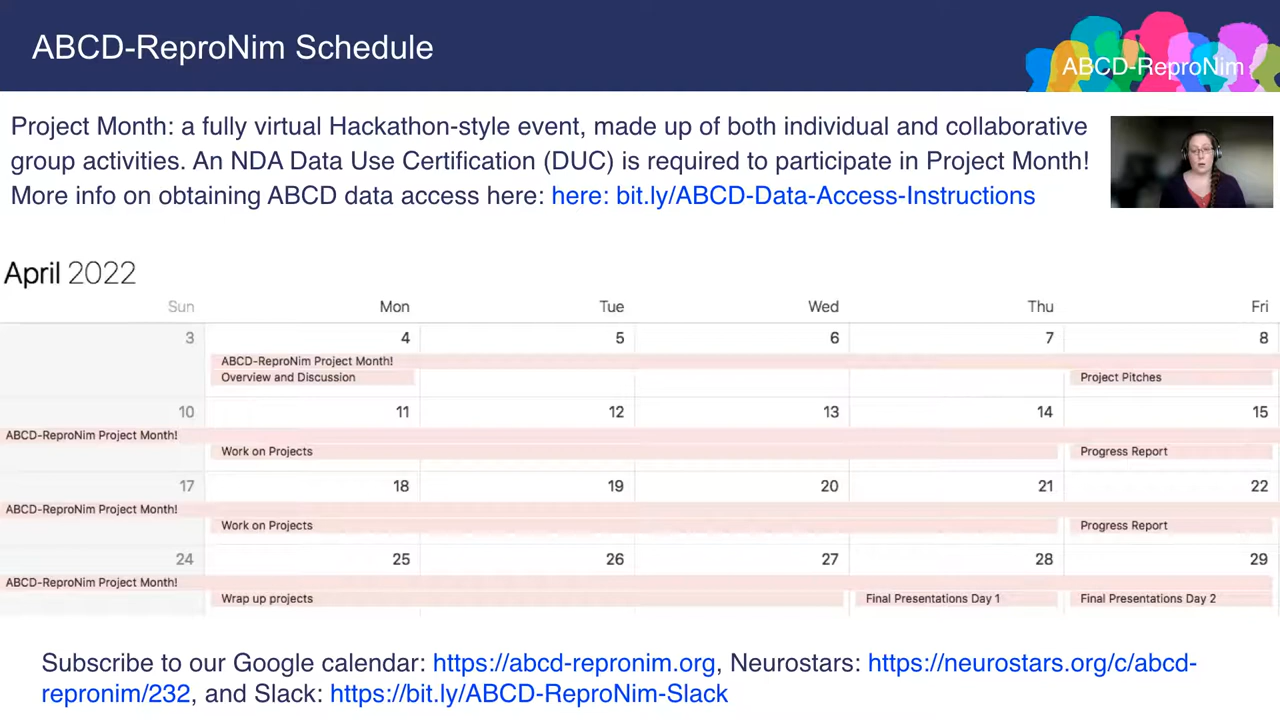 ABCD-ReproNim Schedule
ABCD-ReproNim
Project Month: a fully virtual Hackathon-style event, made up of both individual and collaborative
group activities. An NDA Data Use Certification (DUC) is required to participate in Project Month!
More info on obtaining ABCD data access here: here: bit.ly/ABCD-Data-Access-Instructions
April 2022
Sun Mon Tue Wed Thu Fri
3 4 5 6 7 8
ABCD-ReproNim Project Month!
Overview and Discussion Project Pitches
10 11 12 13 14 15
ABCD-ReproNim Project Month!
Work on Projects Progress Report
17 18 19 20 21 22
ABCD-ReproNim Project Month!
Work on Projects Progress Report
24 25 26 27 28 29
ABCD-ReproNim Project Month!
Wrap up projects Final Presentations Day 1 Final Presentations Day 2
Subscribe to our Google calendar: https://abcd-repronim.org, Neurostars: https://neurostars.org/c/abcd-
repronim/232, and Slack: https://bit.ly/ABCD-ReproNim-Slack